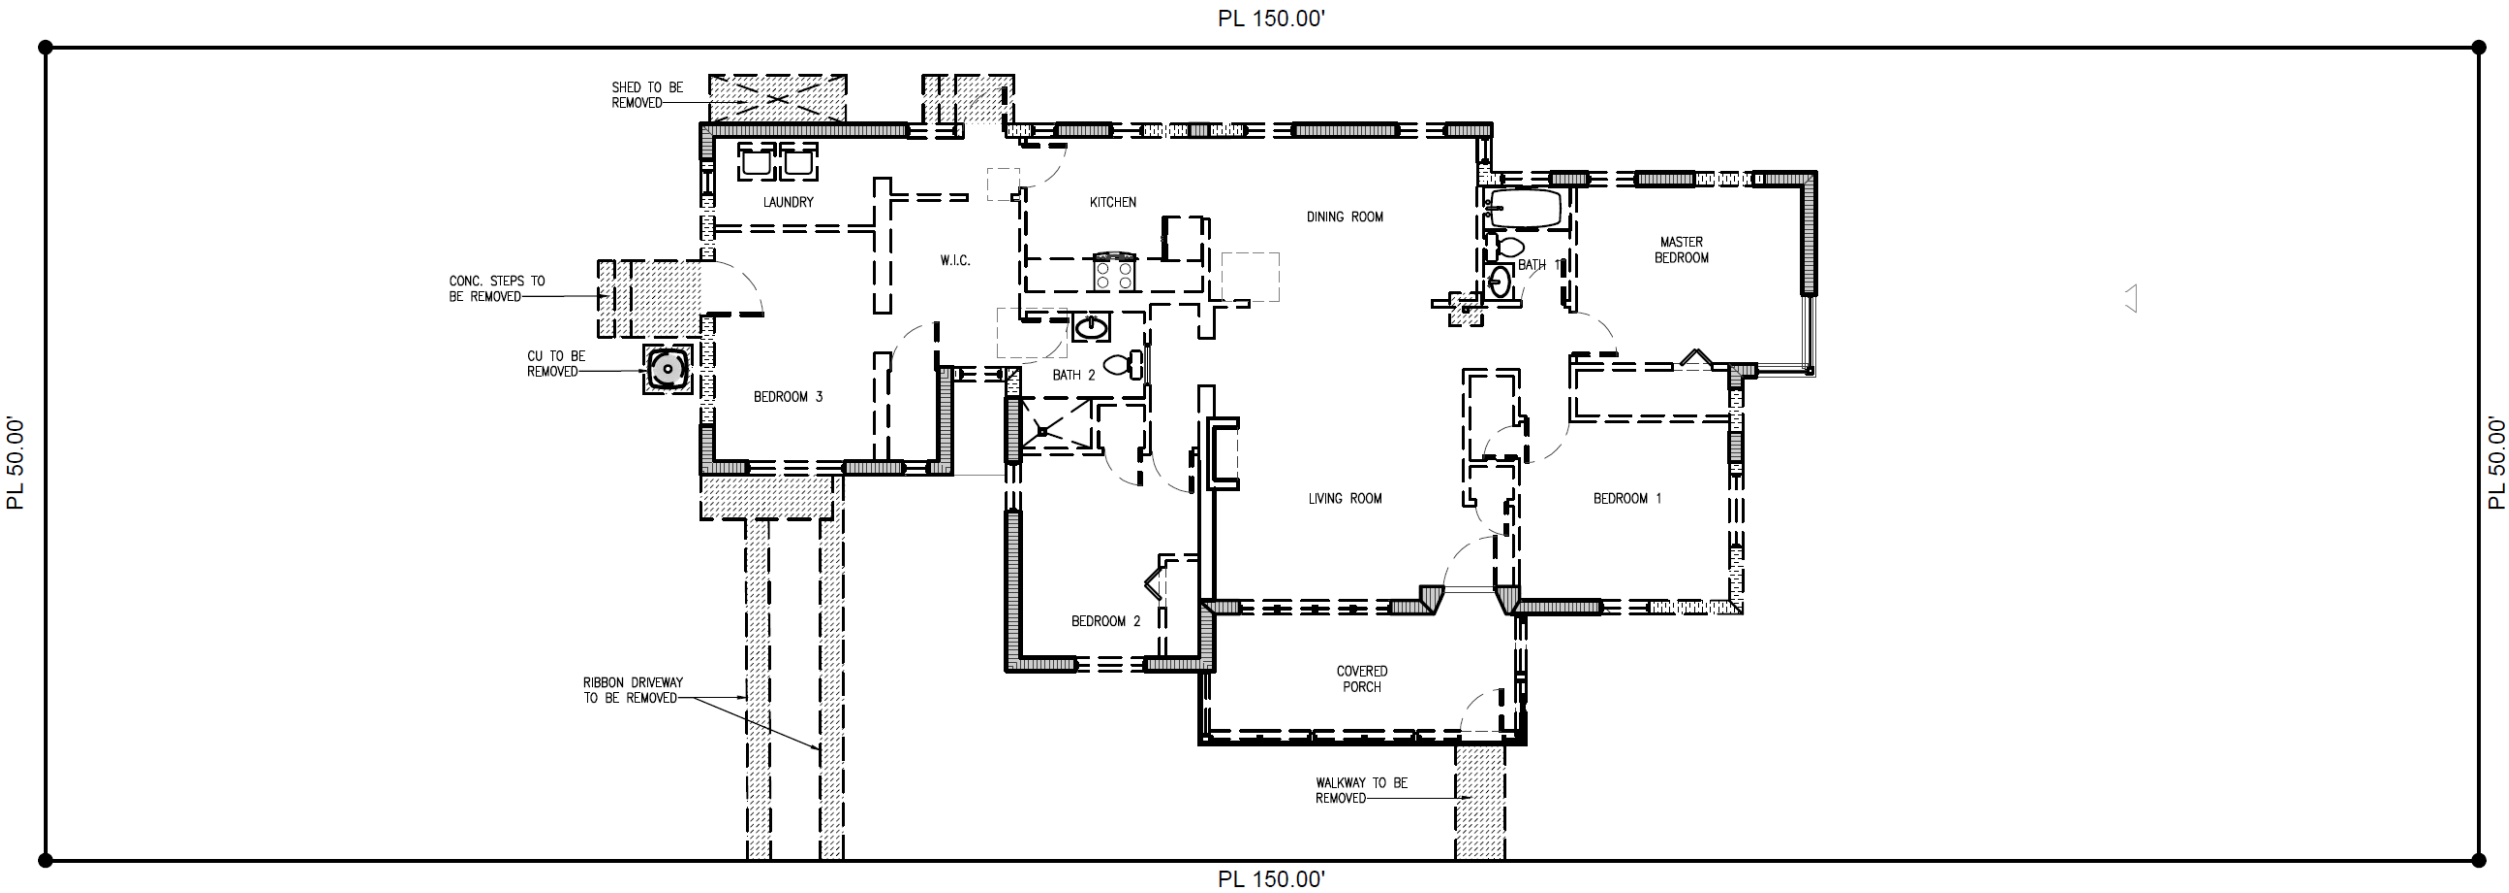 PL 150.00'
SHED TO BE
REMOVED
LAUNDRY
KITCHEN
DINING ROOM
MASTER
BEDROOM
W.I.C.
BATH 1
CONC. STEPS TO
BE REMOVED
CU TO BE
REMOVED
BATH 2
BEDROOM 3
PL 50.00'
PL 50.00'
LIVING ROOM
BEDROOM 1
BEDROOM 2
COVERED
PORCH
RIBBON DRIVEWAY
TO BE REMOVED
WALKWAY TO BE
REMOVED
PL 150.00'